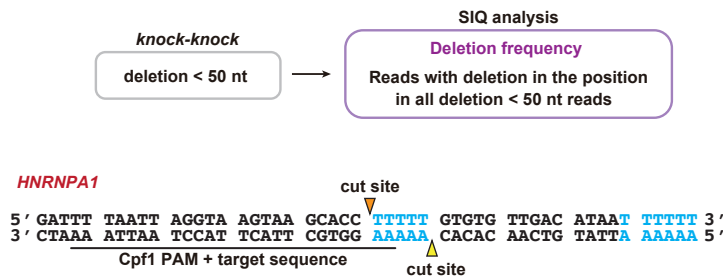 SIQ analysis
knock-knock
deletion < 50 nt
Deletion frequency
Reads with deletion in the position
in all deletion < 50 nt reads
HNRNPA1
cut site
5′ GATTT TAATT AGGTA AGTAA GCACC TTTTT GTGTG TTGAC ATAAT TTTTT 3′
3′ CTAAA ATTAA TCCAT TCATT CGTGG AAAAA CACAC AACTG TATTA AAAAA 5′
Cpf1 PAM + target sequence
cut site